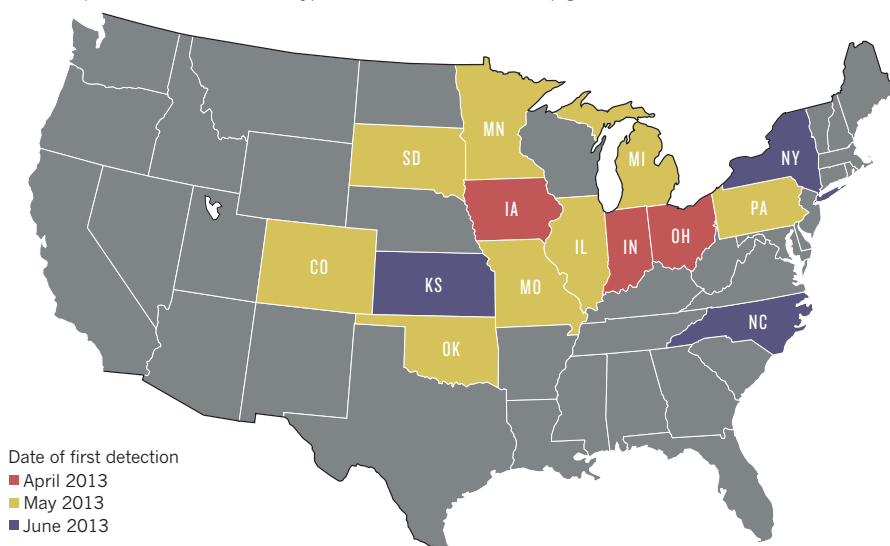 MN
SD
MI
NY
IA
PA
IN
OH
IL
CO
KS
MO
NC
OK
Date of first detection
April 2013
May 2013
June 2013